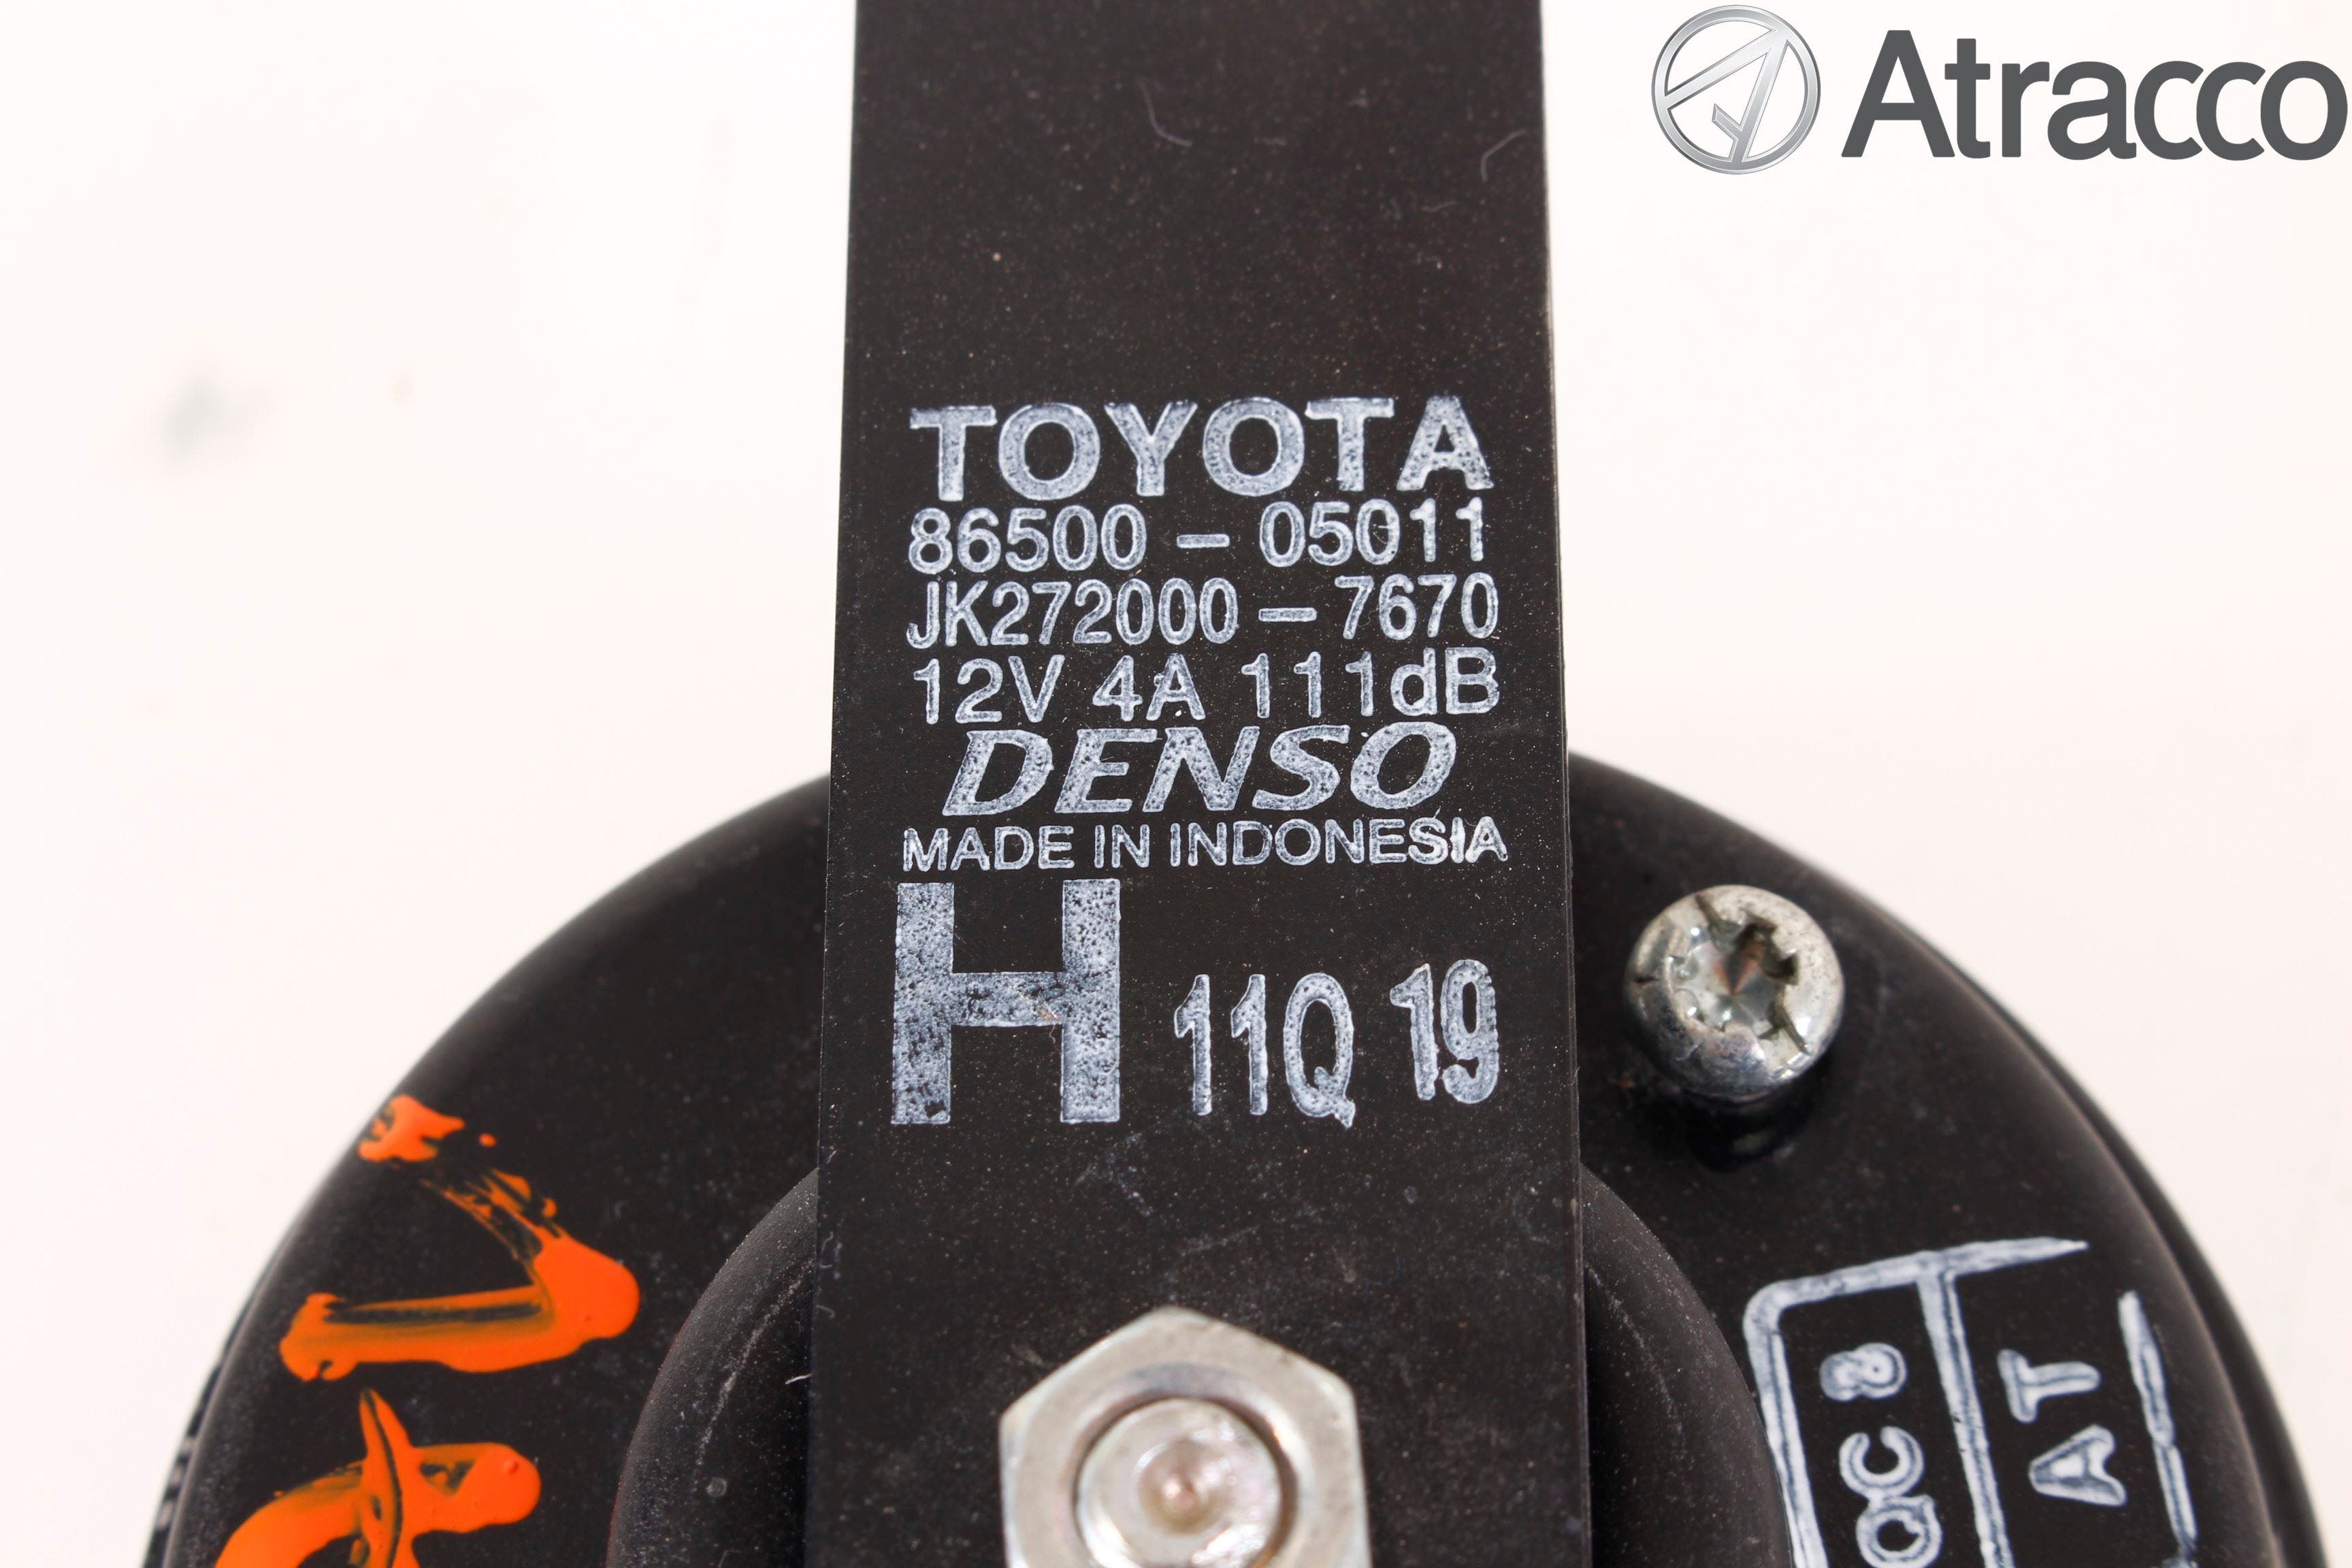 Atracco
TOYOTA
86500-05011
JK272000-7670
12V 4A 111dB
DENSO
MADE IN INDONESIA
H 11Q 19
QC 8
AT